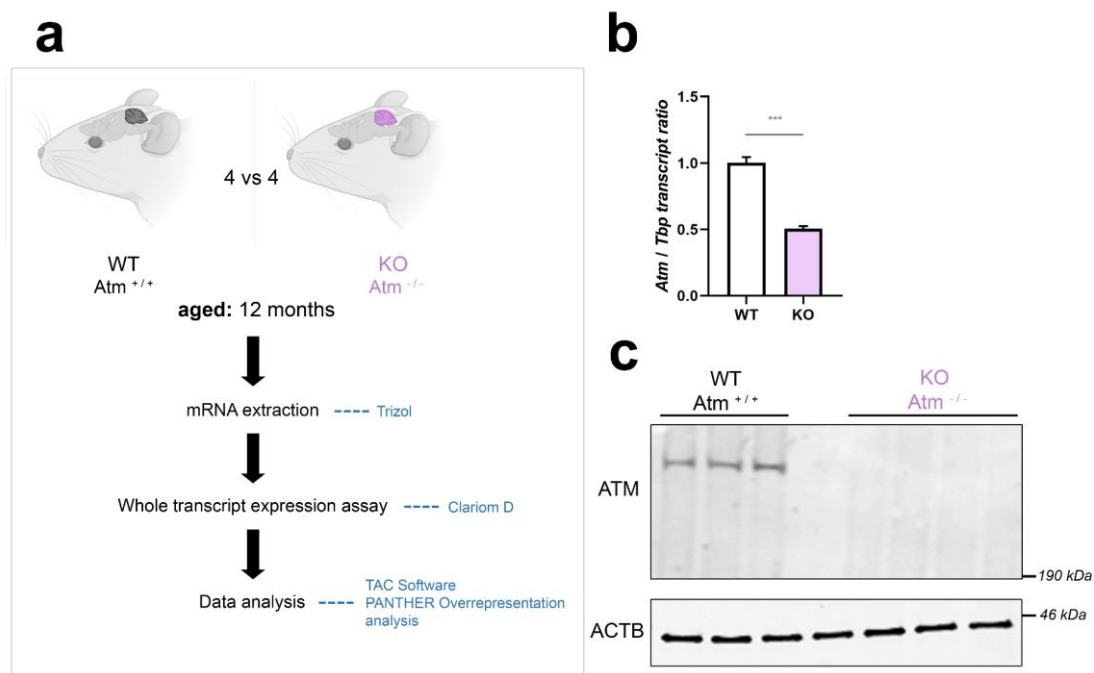 a
4 vs 4
WT
Atm +/+
KO
Atm -/-
aged: 12 months
mRNA extraction
Trizol
Whole transcript expression assay
Clariom D
Data analysis
TAC Software
PANTHER Overrepresentation
analysis
b
Atm / Tbp transcript ratio
1.5
1.0
0.5
0.0
***
WT
KO
c
WT
Atm +/+
KO
Atm -/-
ATM
190 kDa
46 kDa
ACTB